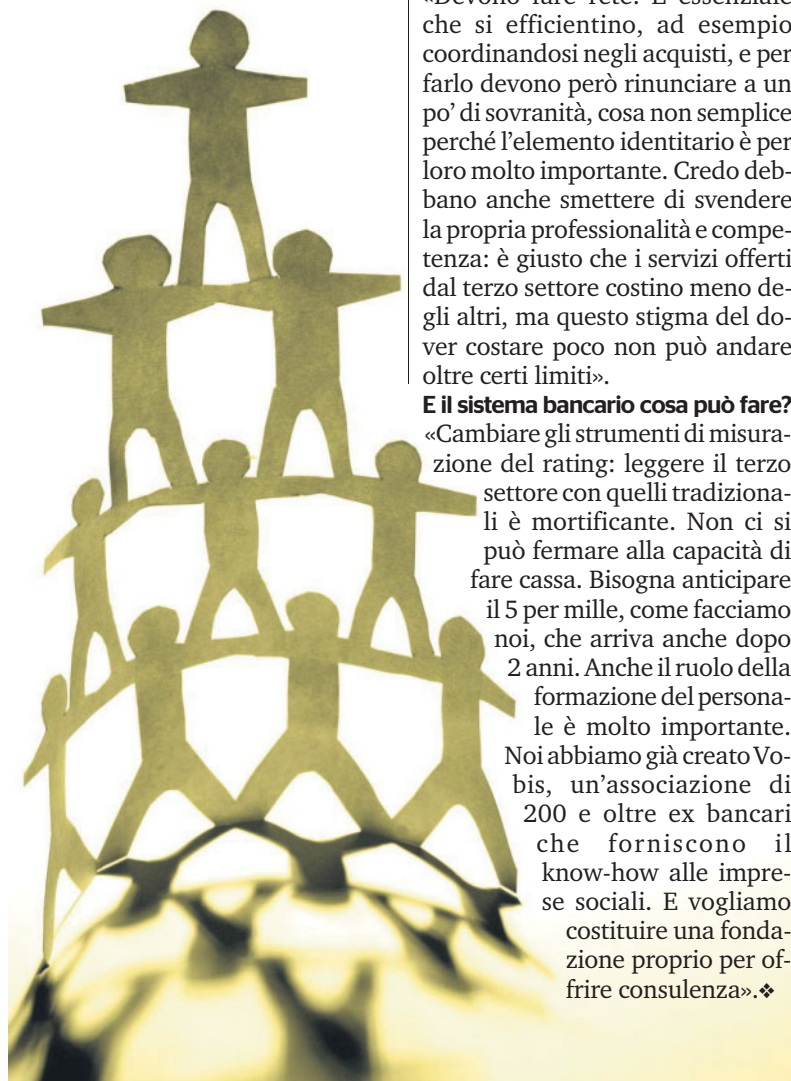 «Devono fare rete. È essenziale
che si efficientino, ad esempio
coordinandosi negli acquisti, e per
farlo devono però rinunciare a un
po' di sovranità, cosa non semplice
perché l'elemento identitario è per
loro molto importante. Credo deb-
bano anche smettere di svendere
la propria professionalità e compe-
tenza: è giusto che i servizi offerti
dal terzo settore costino meno de-
gli altri, ma questo stigma del do-
ver costare poco non può andare
oltre certi limiti».
E il sistema bancario cosa può fare?
«Cambiare gli strumenti di misura-
zione del rating: leggere il terzo
settore con quelli tradiziona-
li è mortificante. Non ci si
può fermare alla capacità di
fare cassa. Bisogna anticipare
il 5 per mille, come facciamo
noi, che arriva anche dopo
2 anni. Anche il ruolo della
formazione del persona-
le è molto importante.
Noi abbiamo già creato Vo-
bis, un'associazione di
200 e oltre ex bancari
che forniscono il
know-how alle impre-
se sociali. E vogliamo
costituire una fonda-
zione proprio per of-
frire consulenza».❖